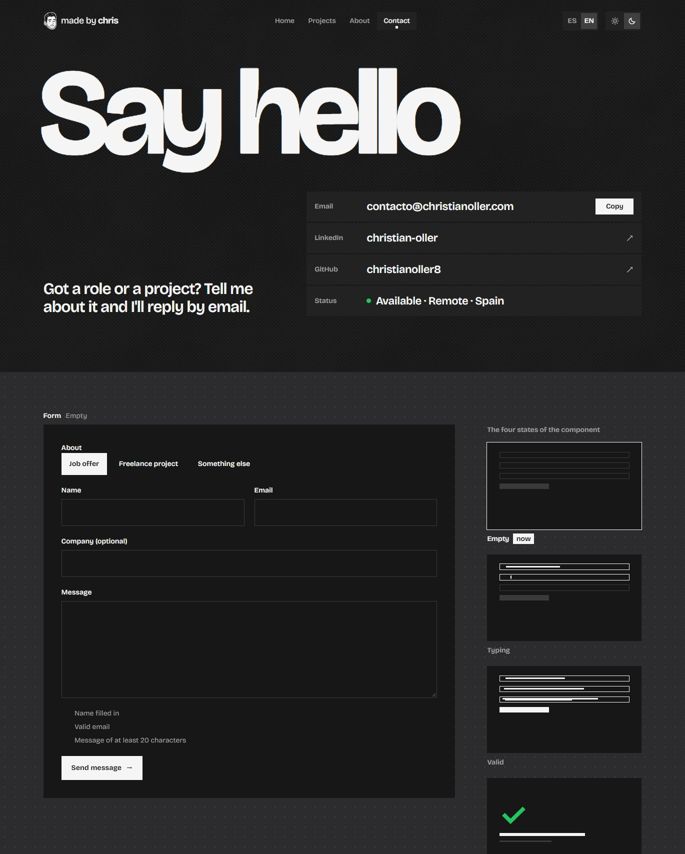 made by chris
Home Projects About Contact
ES EN
Say hello
Email contacto@christianoller.com Copy
LinkedIn christian-oller ↗
GitHub christianoller8 ↗
Status Available · Remote · Spain
Got a role or a project? Tell me
about it and I'll reply by email.
Form Empty
About
Job offer Freelance project Something else
Name Email
Company (optional)
Message
Name filled in
Valid email
Message of at least 20 characters
Send message →
The four states of the component
Empty now
Typing
Valid